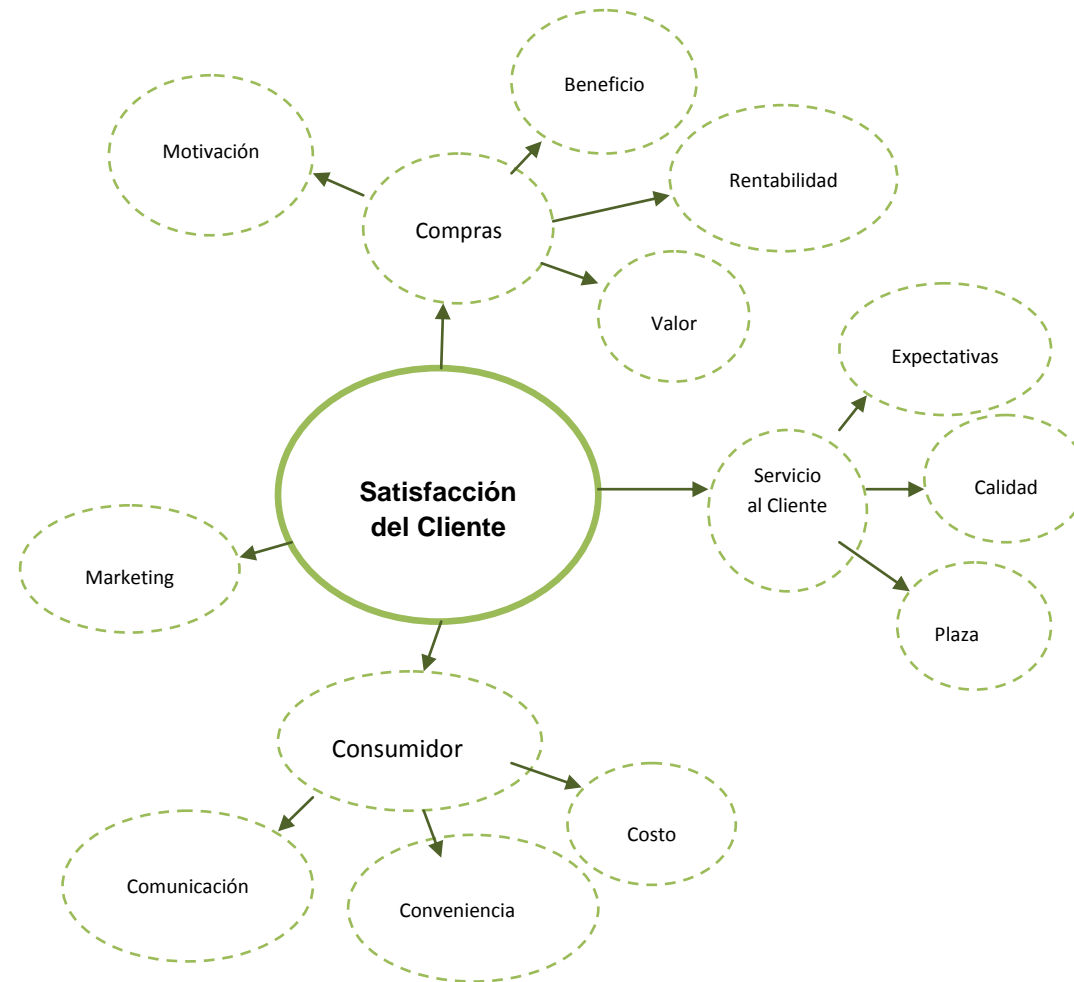 Beneficio
Motivación
Rentabilidad
Compras
Valor
Expectativas
Servicio
al Cliente
Calidad
Satisfacción
del Cliente
Marketing
Plaza
Consumidor
Costo
Comunicación
Conveniencia